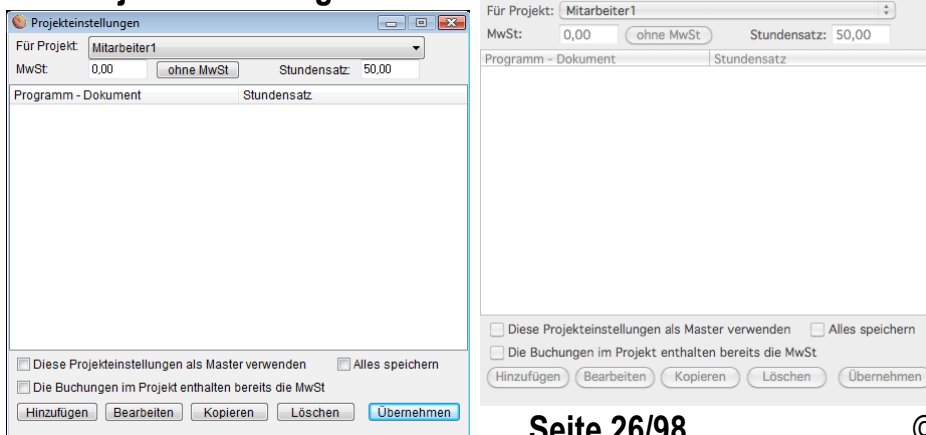 Projekteinstellungen
Für Projekt: Mitarbeiter1
MwSt: 0,00 ohne MwSt Stundensatz: 50,00
Programm - Dokument Stundensatz
Diese Projekteinstellungen als Master verwenden Alles speichern
Die Buchungen im Projekt enthalten bereits die MwSt
Hinzufügen Bearbeiten Kopieren Löschen Übernehmen
Für Projekt: Mitarbeiter1
MwSt: 0,00 ohne MwSt Stundensatz: 50,00
Programm - Dokument Stundensatz
Diese Projekteinstellungen als Master verwenden Alles speichern
Die Buchungen im Projekt enthalten bereits die MwSt
Hinzufügen Bearbeiten Kopieren Löschen Übernehmen
Seite 26/98 ©